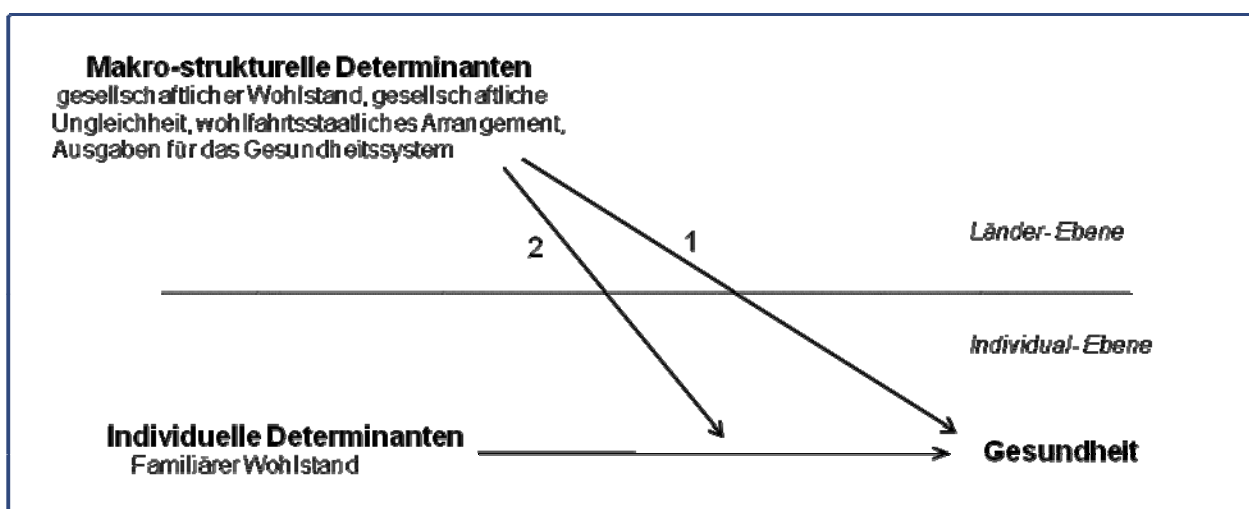 Makro-strukturelle Determinanten
gesellschaftlicher Wohlstand, gesellschaftliche
Ungleichheit, wohlfahrtsstaatliches Arrangement,
Ausgaben für das Gesundheitssystem
2
1
Länder-Ebene
Individual-Ebene
Individuelle Determinanten
Familiärer Wohlstand
Gesundheit